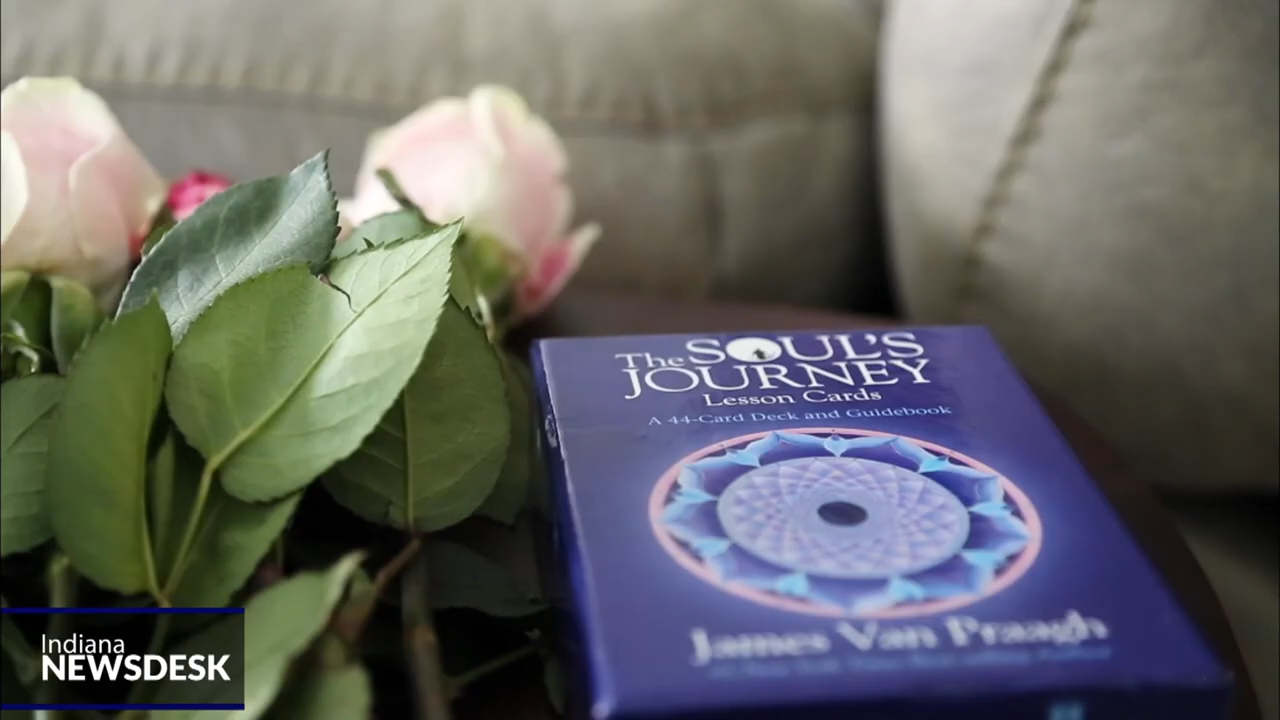 The SOUL'S
JOURNEY
Lesson Cards
A 44-Card Deck and Guidebook
James Van Praagh
Indiana
NEWSDESK